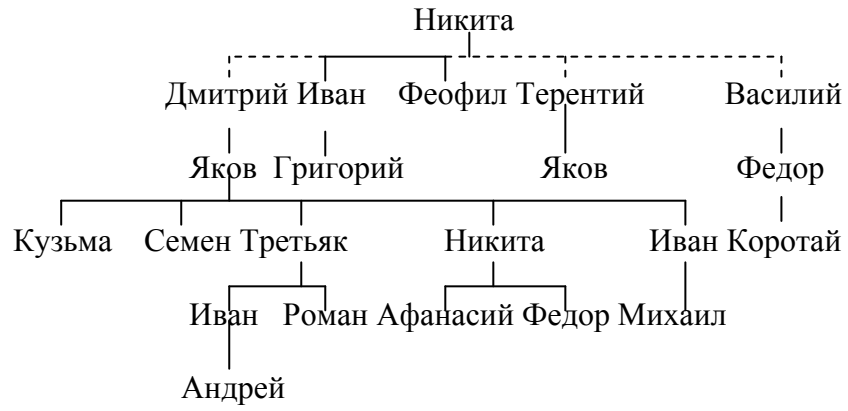 Никита
Дмитрий Иван Феофил Терентий Василий
Яков Григорий Яков Федор
Кузьма Семен Третьяк Никита Иван Коротай
Иван Роман Афанасий Федор Михаил
Андрей